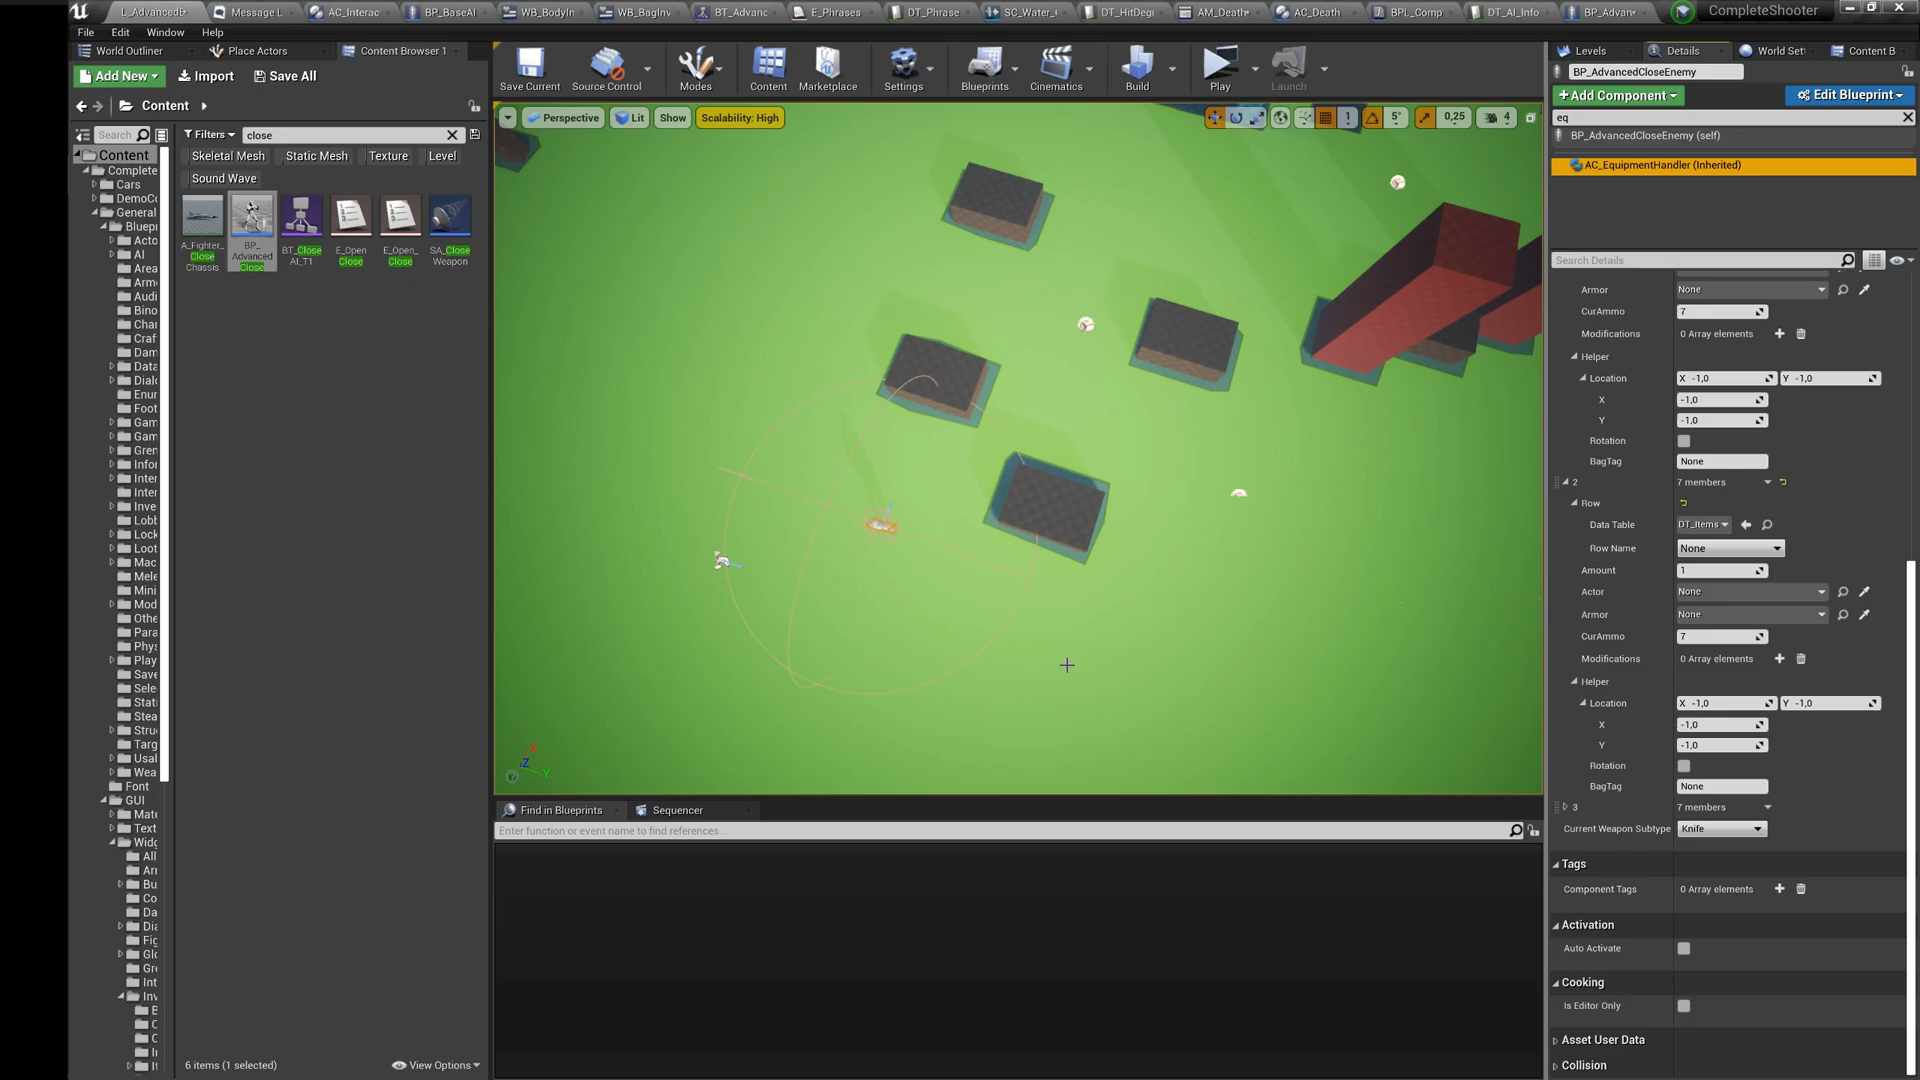 L_Advanced•
Message L
AC_Interac
BP_BaseAI
WB_BodyIn
WB_BagInv
BT_Advanc
E_Phrases
DT_Phrase
SC_Water_
DT_HitDegr
AM_Death•
AC_Death
BPL_Comp
DT_AI_Info
BP_Advan•
CompleteShooter
File
Edit
Window
Help
World Outliner
Place Actors
Content Browser 1
Levels
Details
World Set
Content B
Add New
Import
Save All
Save Current
Source Control
Modes
Content
Marketplace
Settings
Blueprints
Cinematics
Build
Play
Launch
BP_AdvancedCloseEnemy
+Add Component
Edit Blueprint
Content
eq
Perspective
Lit
Show
Scalability: High
1
5°
0,25
4
Search
Filters
close
BP_AdvancedCloseEnemy (self)
Content
Skeletal Mesh
Static Mesh
Texture
Level
AC_EquipmentHandler (Inherited)
Complete
Cars
Sound Wave
DemoCo
General
Bluepr
Acto
AI
Area
Armo
Audi
Bino
Char
Craf
Dam
Data
Dialo
Enur
Foot
Gam
Gam
Gren
Infor
Inter
Inter
Inve
Lobb
Lock
Loot
Mac
Mele
Mini
Mod
Othe
Para
Phys
Play
Save
Sele
Stati
Stea
Stru
Targ
Usal
Wea
Font
GUI
Mate
Text
Widg
All
Arr
Bu
Co
Da
Dia
Fig
Glo
Gre
Int
Inv
A_Fighter_
Close
Chassis
BP_
Advanced
Close
BT_Close
AI_T1
E_Open
Close
E_Open_
Close
SA_Close
Weapon
Search Details
Armor
None
CurAmmo
7
Modifications
0 Array elements
Helper
Location
X -1,0
Y -1,0
X
-1,0
Y
-1,0
Rotation
BagTag
None
2
7 members
Row
Data Table
DT_Items
Row Name
None
Amount
1
Actor
None
Armor
None
CurAmmo
7
Modifications
0 Array elements
Helper
Location
X -1,0
Y -1,0
X
-1,0
Y
-1,0
Rotation
BagTag
None
3
7 members
Current Weapon Subtype
Knife
Tags
Component Tags
0 Array elements
Activation
Auto Activate
Cooking
Is Editor Only
Asset User Data
Collision
X
Z
Y
Find in Blueprints
Sequencer
Enter function or event name to find references...
6 items (1 selected)
View Options